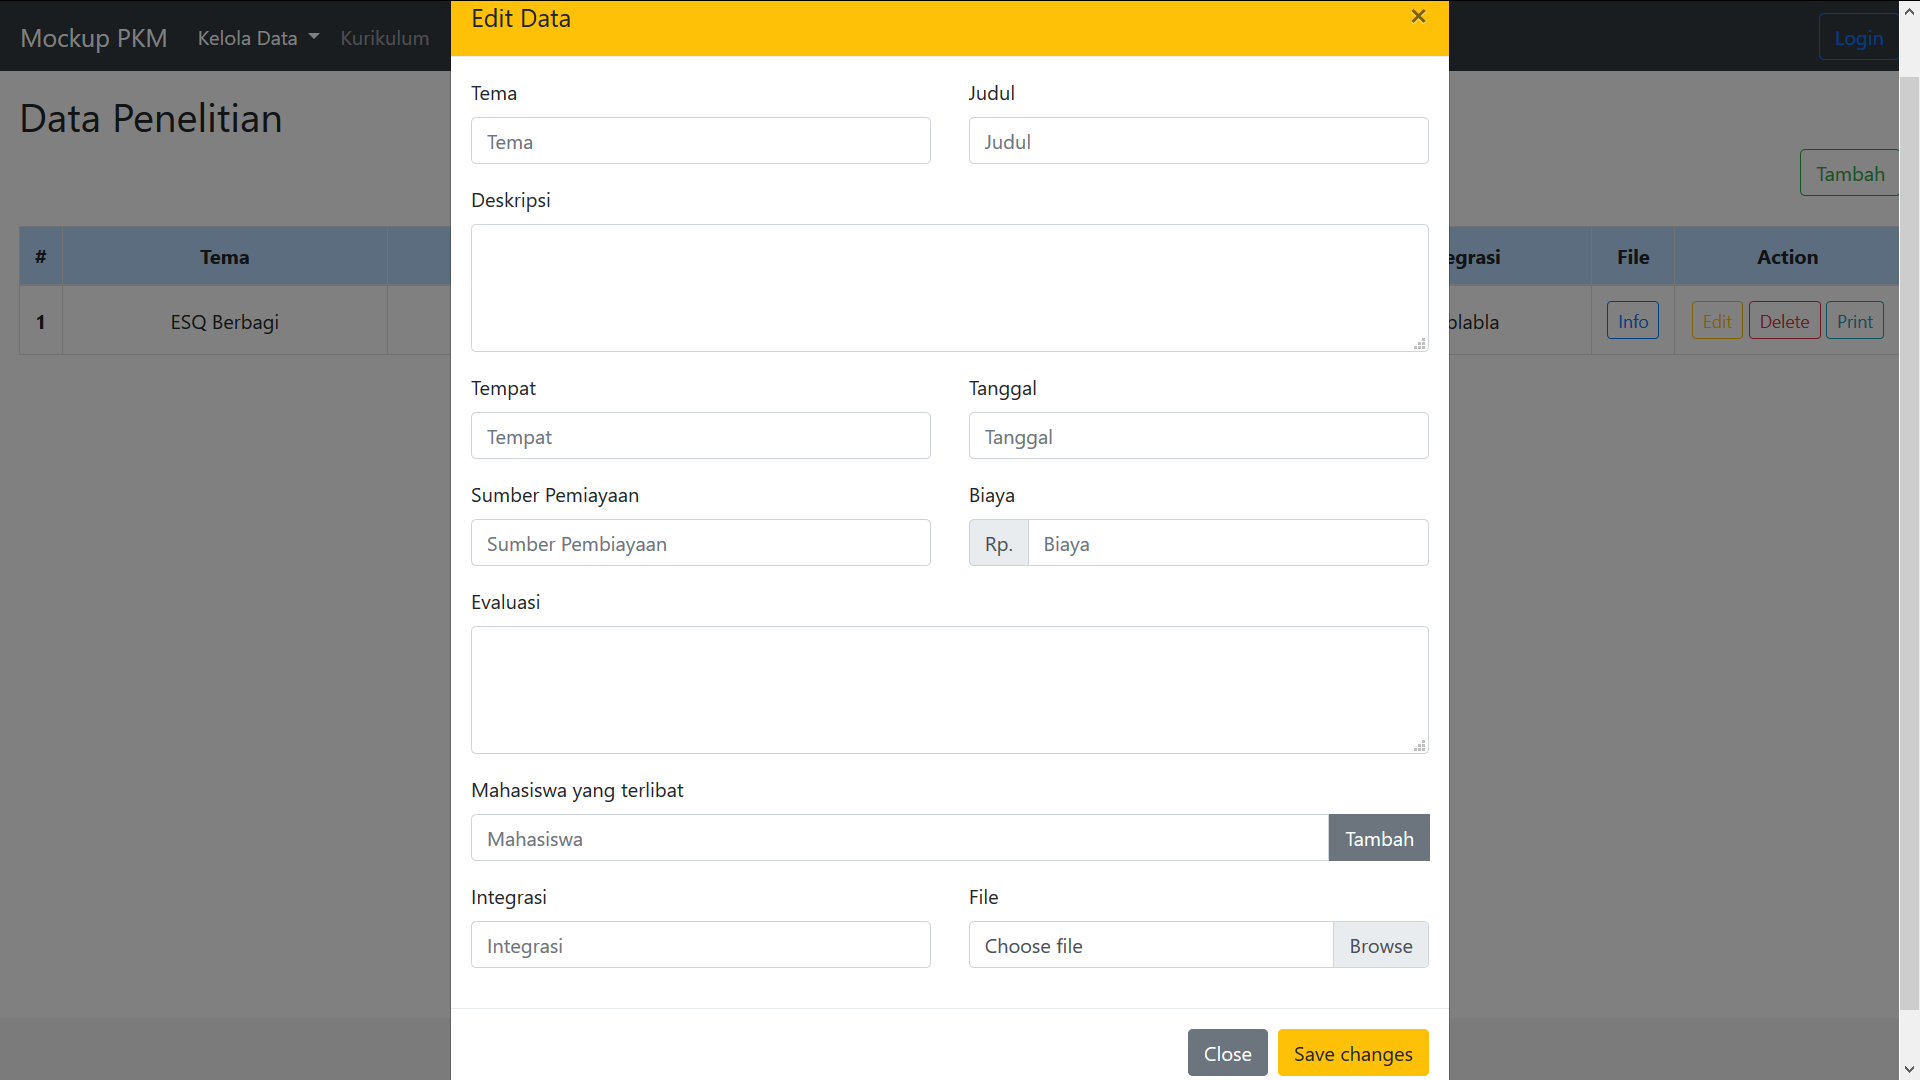 Mockup PKM Kelola Data Kurikulum
Login
Edit Data
×
Data Penelitian
Tambah
# Tema
egrasi File Action
1 ESQ Berbagi
blabla Info Edit Delete Print
Tema Judul
Tema Judul
Deskripsi
Tempat Tanggal
Tempat Tanggal
Sumber Pemiayaan Biaya
Sumber Pembiayaan Rp. Biaya
Evaluasi
Mahasiswa yang terlibat
Mahasiswa Tambah
Integrasi File
Integrasi Choose file Browse
Close Save changes